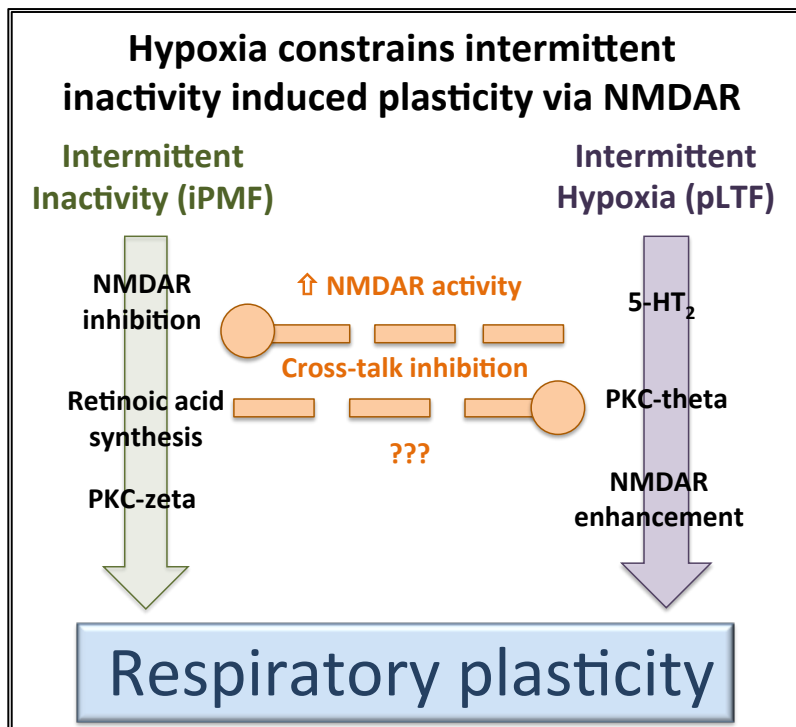 Hypoxia constrains intermittent
inactivity induced plasticity via NMDAR
Intermittent
Inactivity (iPMF)
Intermittent
Hypoxia (pLTF)
NMDAR
inhibition
⇧ NMDAR activity
5-HT₂
Cross-talk inhibition
Retinoic acid
synthesis
PKC-theta
???
PKC-zeta
NMDAR
enhancement
Respiratory plasticity